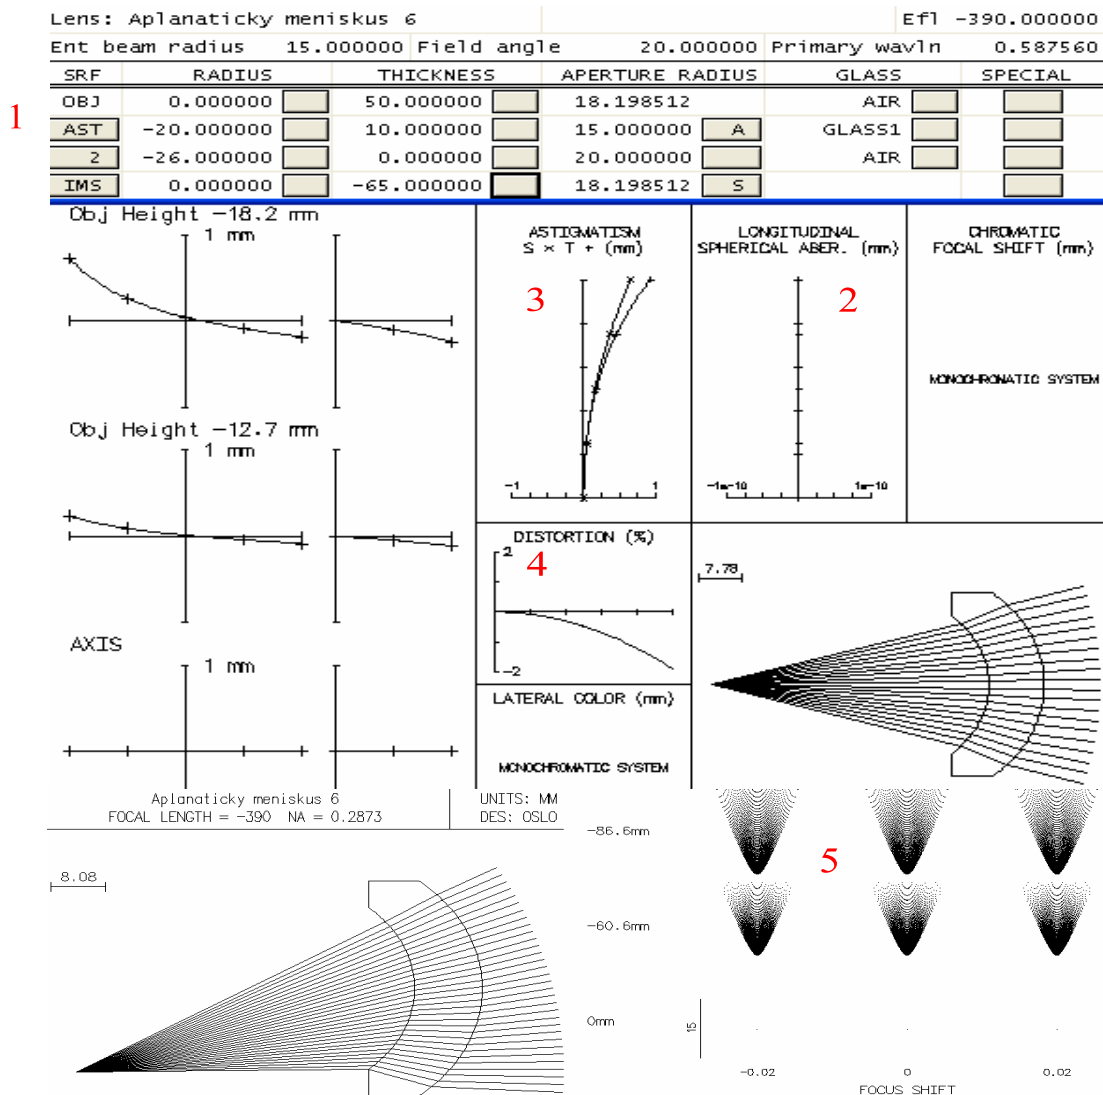 Lens: Aplanaticky meniskus 6 Efl -390.000000
Ent beam radius 15.000000 Field angle 20.000000 Primary wavln 0.587560
SRF RADIUS THICKNESS APERTURE RADIUS GLASS SPECIAL
OBJ 0.000000 50.000000 18.198512 AIR
1
AST -20.000000 10.000000 15.000000 A GLASS1
2 -26.000000 0.000000 20.000000 AIR
IMS 0.000000 -65.000000 18.198512 S
Obj Height -18.2 mm
1 mm
ASTIGMATISM
S × T + (mm)
3
-1 1
LONGITUDINAL
SPHERICAL ABER. (mm)
2
-1e-10 1e-10
CHROMATIC
FOCAL SHIFT (mm)
MONOCHROMATIC SYSTEM
Obj Height -12.7 mm
1 mm
DISTORTION (%)
2
4
-2
7.78
AXIS
1 mm
LATERAL COLOR (mm)
MONOCHROMATIC SYSTEM
Aplanaticky meniskus 6
FOCAL LENGTH = -390 NA = 0.2873
UNITS: MM
DES: OSLO
8.08
-86.6mm
5
-60.6mm
0mm
15
-0.02 0 0.02
FOCUS SHIFT